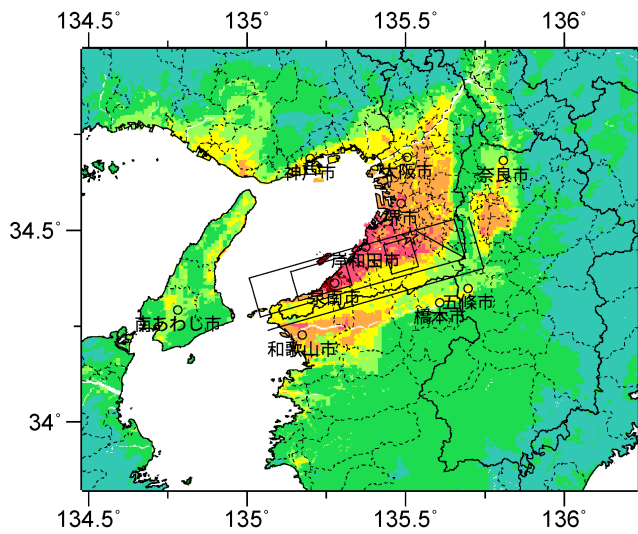 134.5° 135° 135.5° 136°
神戸市 大阪市 奈良市
堺市
34.5°
岸和田市
泉南市 五條市
南あわじ市 橋本市
和歌山市
34°
134.5° 135° 135.5° 136°